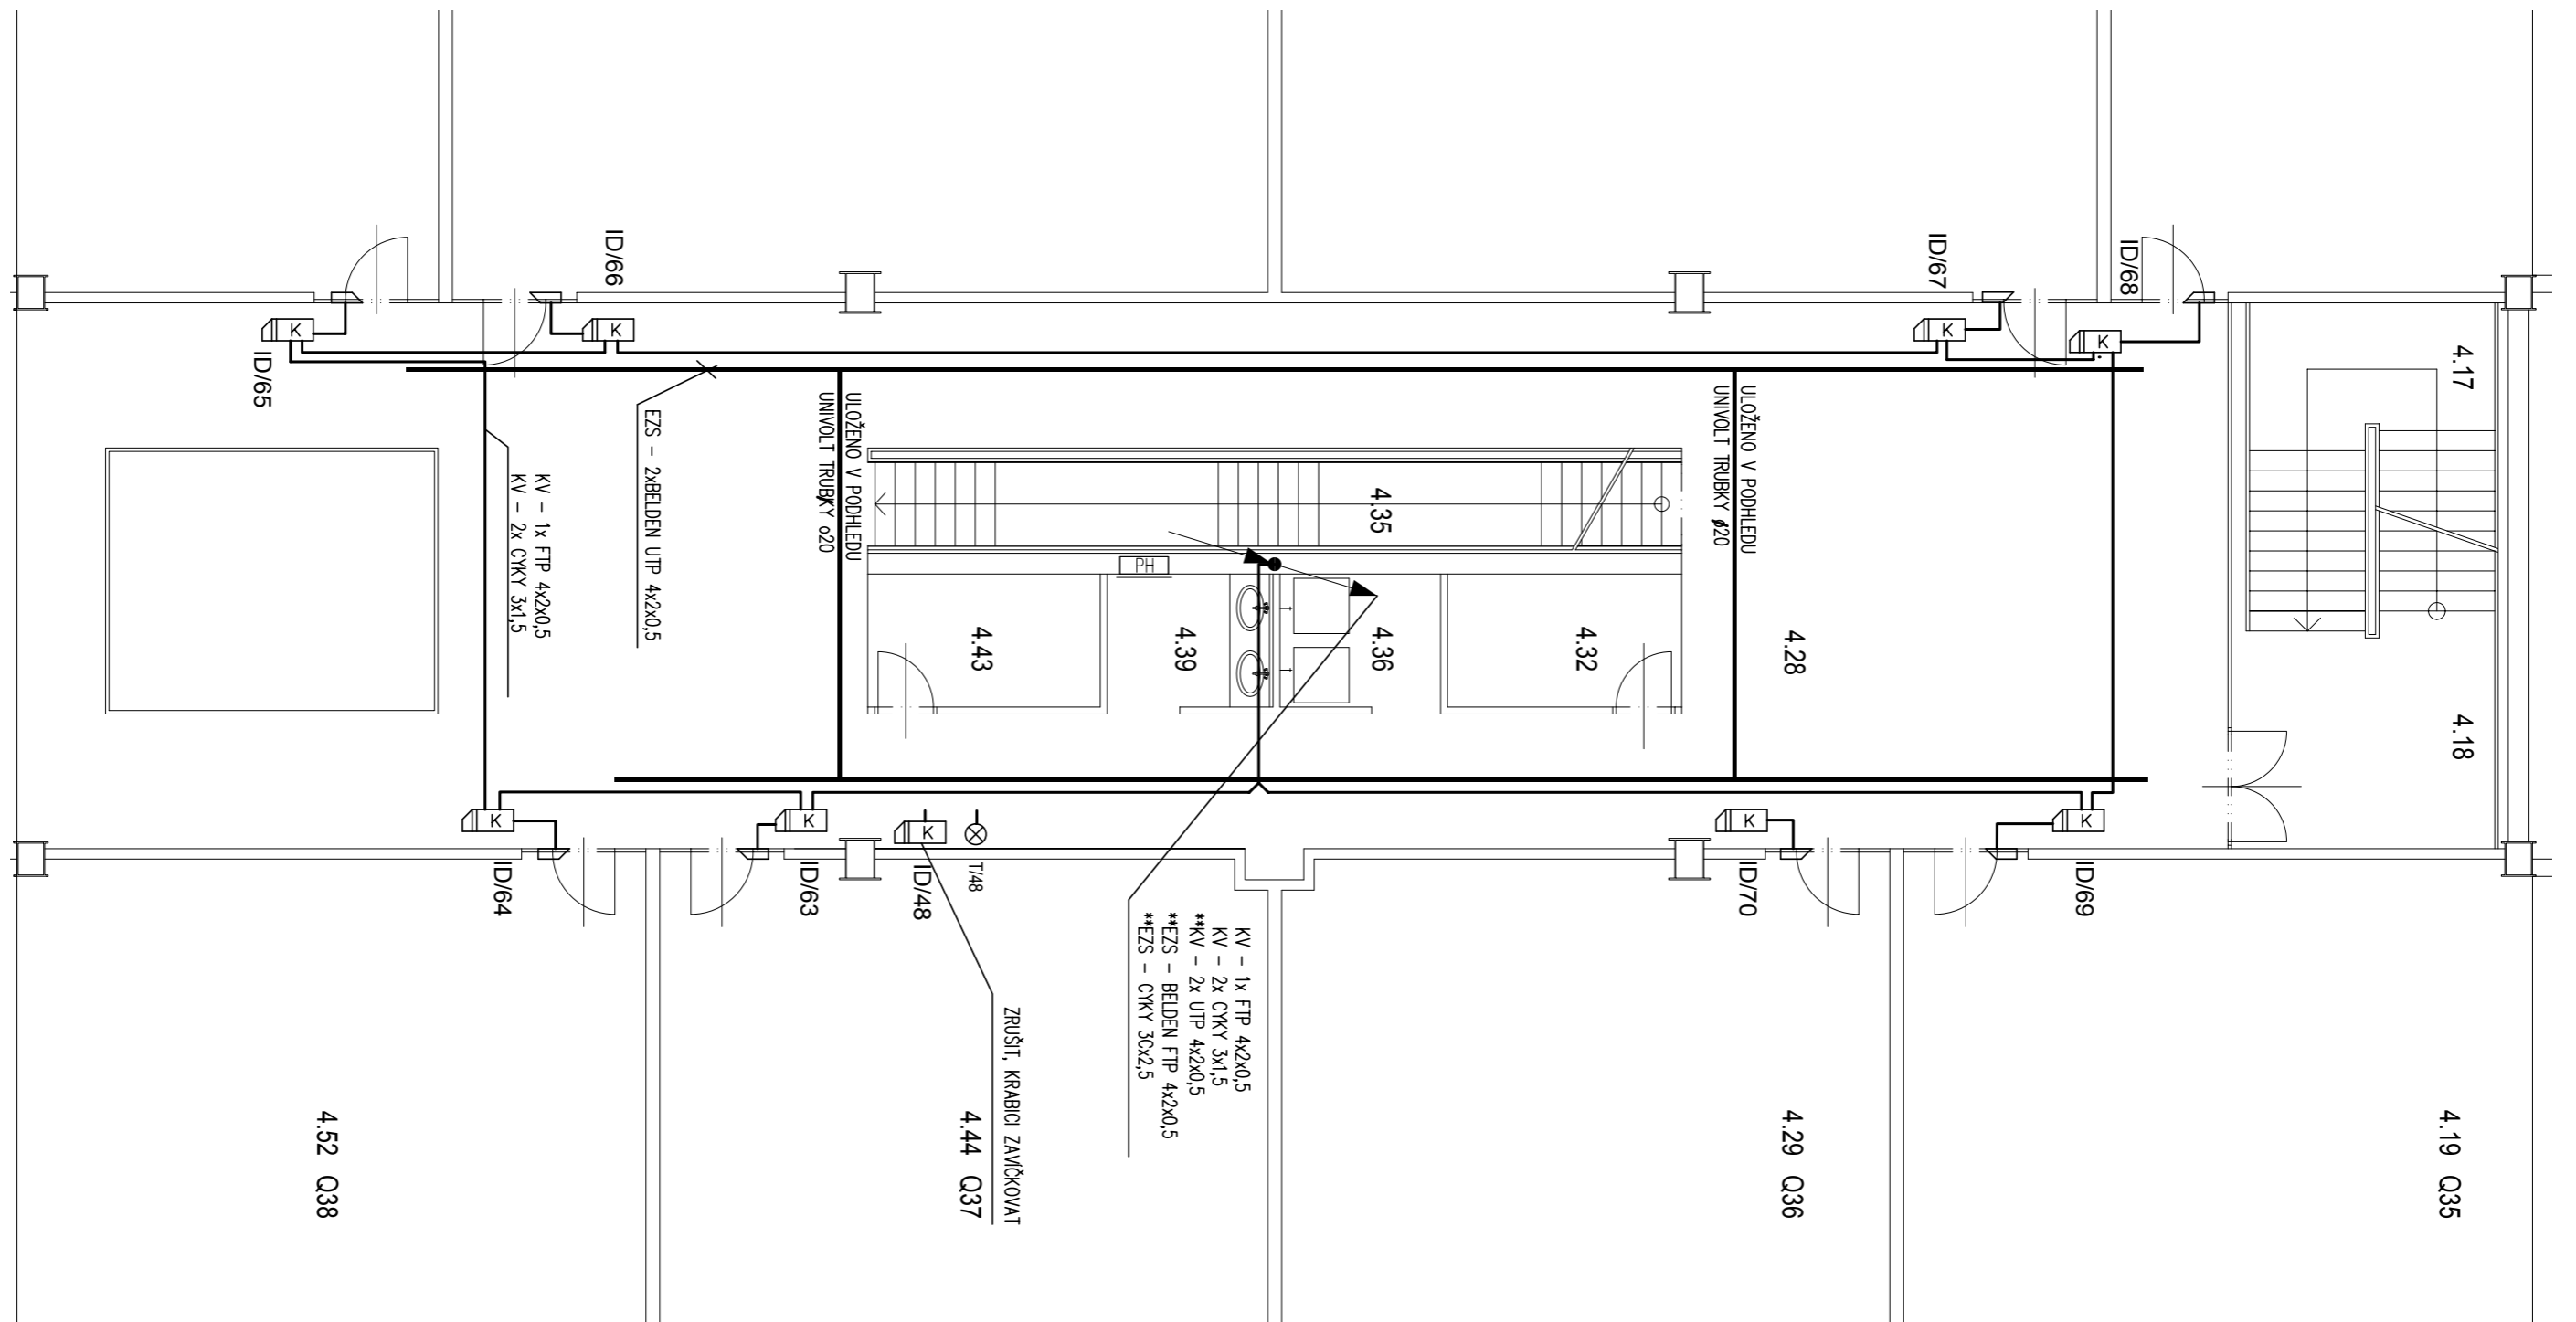 ID/66
ID/67
ID/68
K
K
K
K
ID/65
4.17
EZS - 2xBELDEN UTP 4x2x0,5
KV - 1x FTP 4x2x0,5
KV - 2x CYKY 3x1,5
ULOŽENO V PODHLEDU
UNIVOLT TRUBKY ø20
ULOŽENO V PODHLEDU
UNIVOLT TRUBKY ø20
4.35
PH
4.43
4.39
4.36
4.32
4.28
4.18
K
K
K
K
K
ID/64
ID/63
ID/48
T/48
ID/70
ID/69
KV - 1x FTP 4x2x0,5
KV - 2x CYKY 3x1,5
**KV - 2x UTP 4x2x0,5
**EZS - BELDEN FTP 4x2x0,5
**EZS - CYKY 3Cx2,5
ZRUŠIT, KRABICI ZAVÍČKOVAT
4.52 Q38
4.44 Q37
4.29 Q36
4.19 Q35